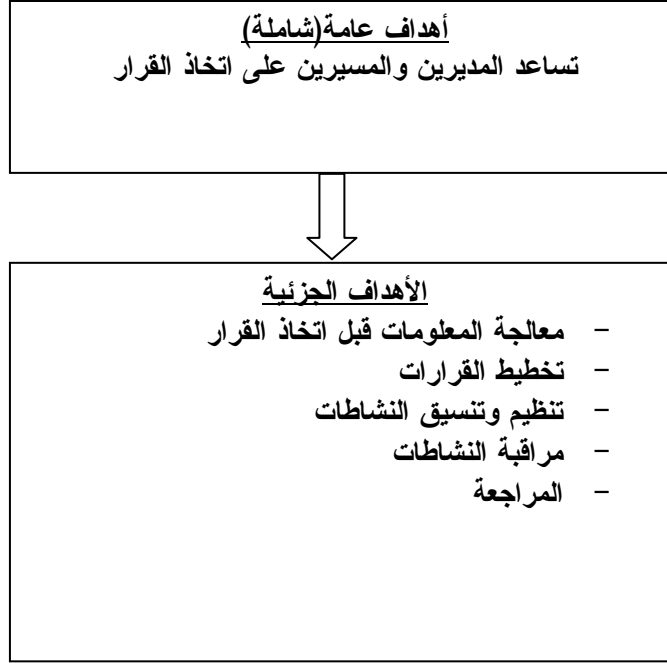 أهداف عامة(شاملة)
تساعد المديرين والمسيرين على اتخاذ القرار
الأهداف الجزئية
- معالجة المعلومات قبل اتخاذ القرار
- تخطيط القرارات
- تنظيم وتنسيق النشاطات
- مراقبة النشاطات
- المراجعة